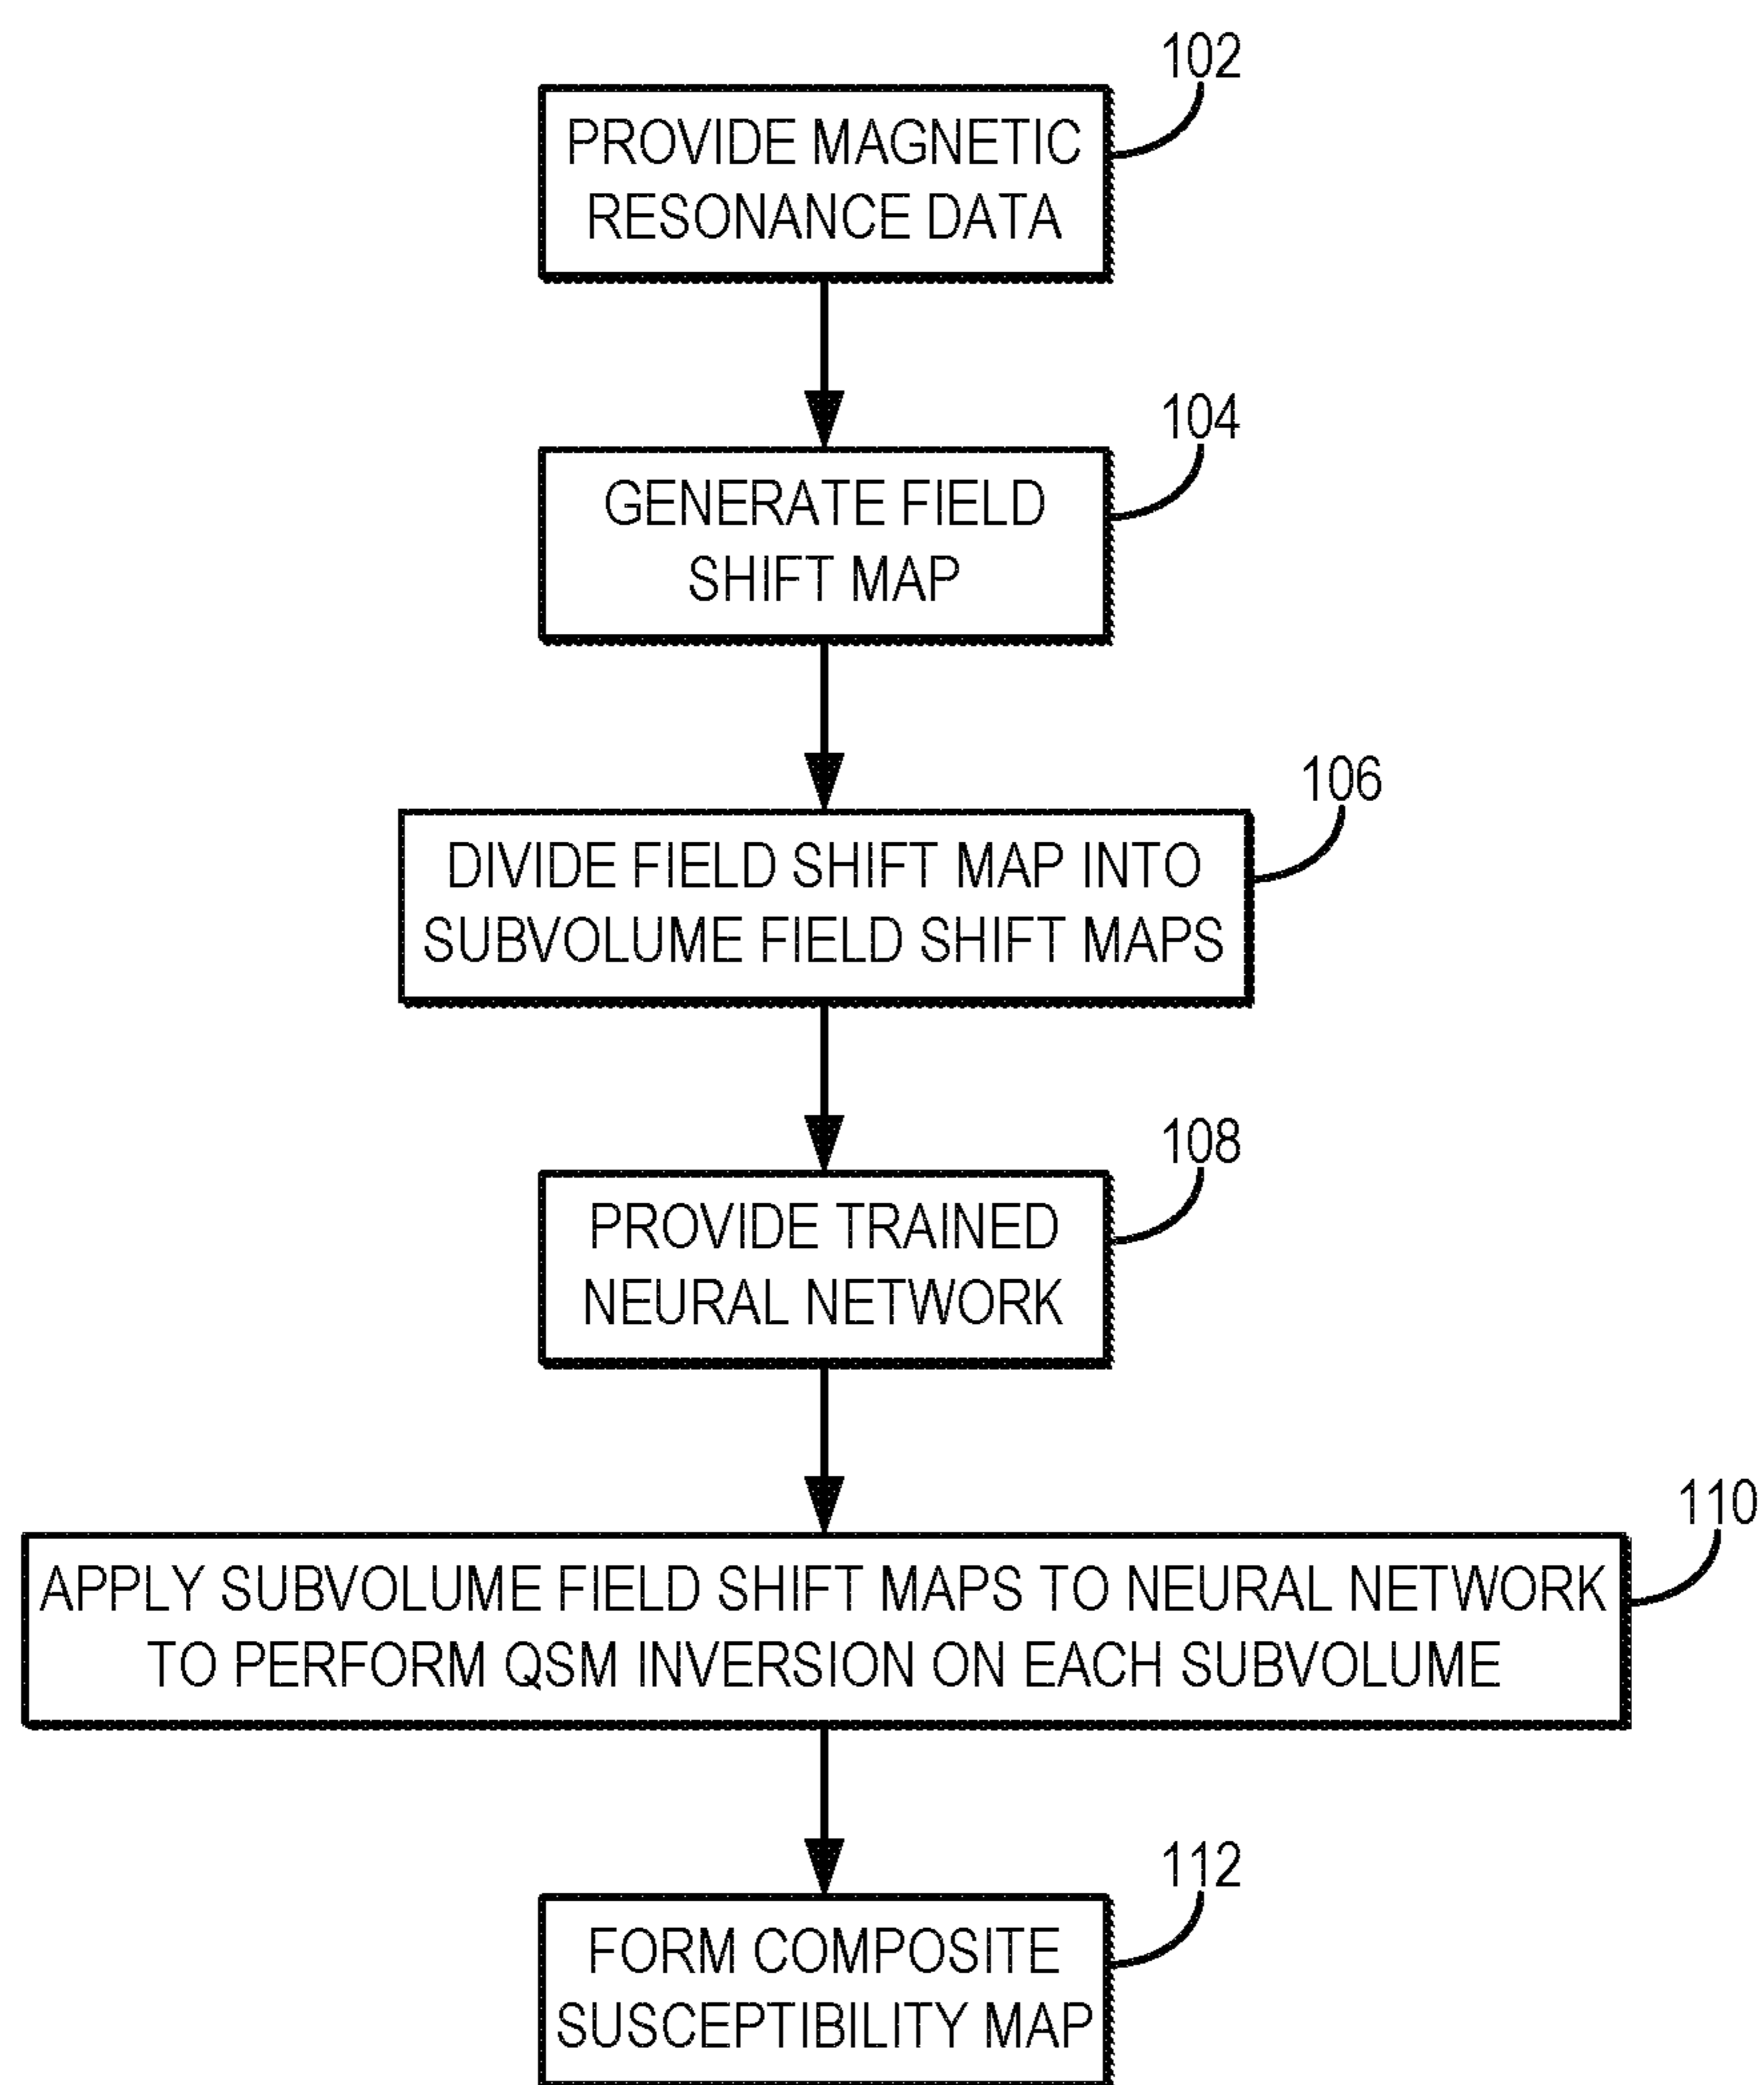 102
PROVIDE MAGNETIC
RESONANCE DATA
104
GENERATE FIELD
SHIFT MAP
106
DIVIDE FIELD SHIFT MAP INTO
SUBVOLUME FIELD SHIFT MAPS
108
PROVIDE TRAINED
NEURAL NETWORK
110
APPLY SUBVOLUME FIELD SHIFT MAPS TO NEURAL NETWORK
TO PERFORM QSM INVERSION ON EACH SUBVOLUME
112
FORM COMPOSITE
SUSCEPTIBILITY MAP